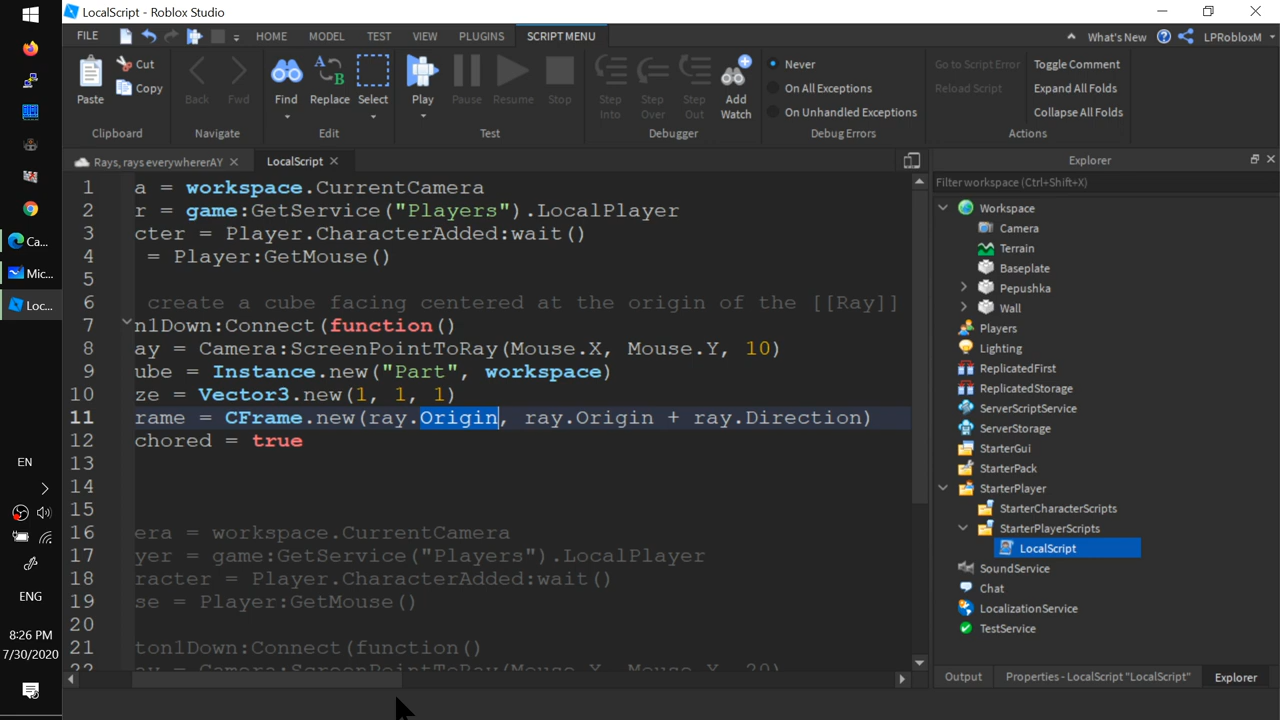 LocalScript - Roblox Studio
FILE HOME MODEL TEST VIEW PLUGINS SCRIPT MENU What's New LPRobloxM
Paste Cut Copy
Clipboard
Back Fwd
Navigate
Find Replace Select
Edit
Play Pause Resume Stop
Test
Step Into Step Over Step Out Add Watch
Debugger
Never
On All Exceptions
On Unhandled Exceptions
Debug Errors
Go to Script Error Toggle Comment
Reload Script Expand All Folds
Collapse All Folds
Actions
Rays, rays everywhererAY LocalScript
1 a = workspace.CurrentCamera
2 r = game:GetService("Players").LocalPlayer
3 cter = Player.CharacterAdded:wait()
4 = Player:GetMouse()
5
6 create a cube facing centered at the origin of the [[Ray]]
7 n1Down:Connect(function()
8 ay = Camera:ScreenPointToRay(Mouse.X, Mouse.Y, 10)
9 ube = Instance.new("Part", workspace)
10 ze = Vector3.new(1, 1, 1)
11 rame = CFrame.new(ray.Origin, ray.Origin + ray.Direction)
12 chored = true
13
14
15
16 era = workspace.CurrentCamera
17 yer = game:GetService("Players").LocalPlayer
18 racter = Player.CharacterAdded:wait()
19 se = Player:GetMouse()
20
21 ton1Down:Connect(function()
22 ay = Camera:ScreenPointToRay(Mouse.X, Mouse.Y, 20)
Explorer
Filter workspace (Ctrl+Shift+X)
Workspace
Camera
Terrain
Baseplate
Pepushka
Wall
Players
Lighting
ReplicatedFirst
ReplicatedStorage
ServerScriptService
ServerStorage
StarterGui
StarterPack
StarterPlayer
StarterCharacterScripts
StarterPlayerScripts
LocalScript
SoundService
Chat
LocalizationService
TestService
Output Properties - LocalScript "LocalScript" Explorer
Ca...
Mic...
Loc...
EN
ENG
8:26 PM
7/30/2020